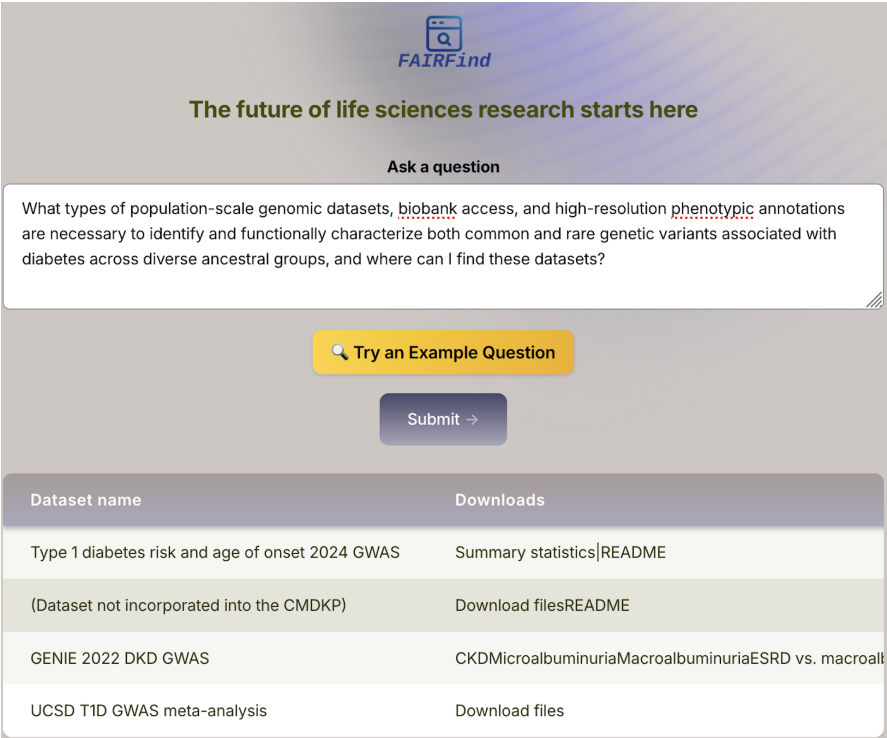 FAIRFind
The future of life sciences research starts here
Ask a question
What types of population-scale genomic datasets, biobank access, and high-resolution phenotypic annotations
are necessary to identify and functionally characterize both common and rare genetic variants associated with
diabetes across diverse ancestral groups, and where can I find these datasets?
Try an Example Question
Submit →
Dataset name Downloads
Type 1 diabetes risk and age of onset 2024 GWAS Summary statistics|README
(Dataset not incorporated into the CMDKP) Download filesREADME
GENIE 2022 DKD GWAS CKDMicroalbuminuriaMacroalbuminuriaESRD vs.
UCSD T1D GWAS meta-analysis Download files